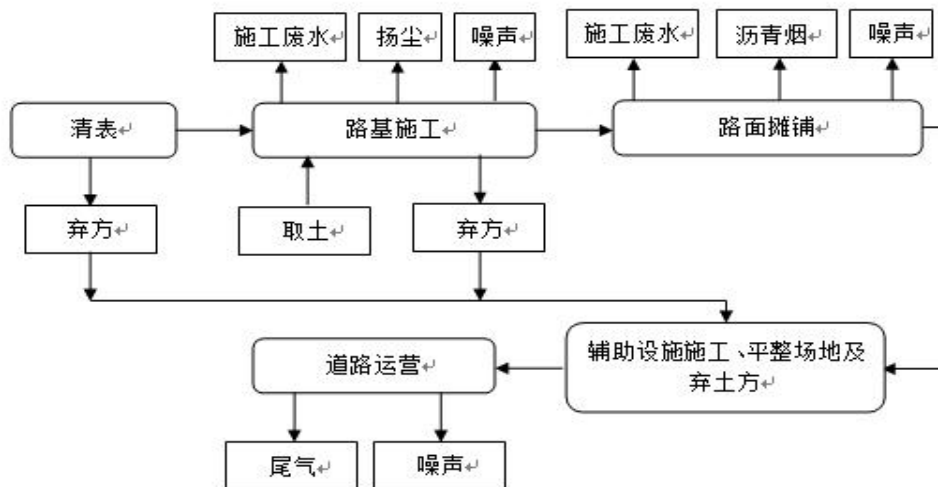 施工废水
扬尘
噪声
施工废水
沥青烟
噪声
清表
路基施工
路面摊铺
弃方
取土
弃方
道路运营
辅助设施施工、平整场地及
弃土方
尾气
噪声